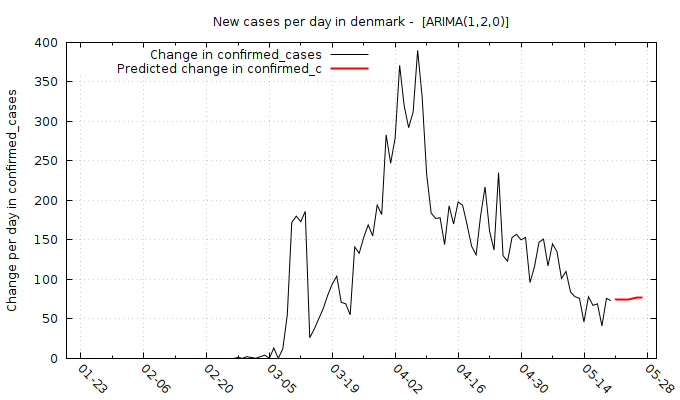 New cases per day in denmark - [ARIMA(1,2,0)]
Change in confirmed_cases
Predicted change in confirmed_c
Change per day in confirmed_cases
400
350
300
250
200
150
100
50
0
01-23 02-06 02-20 03-05 03-19 04-02 04-16 04-30 05-14 05-28